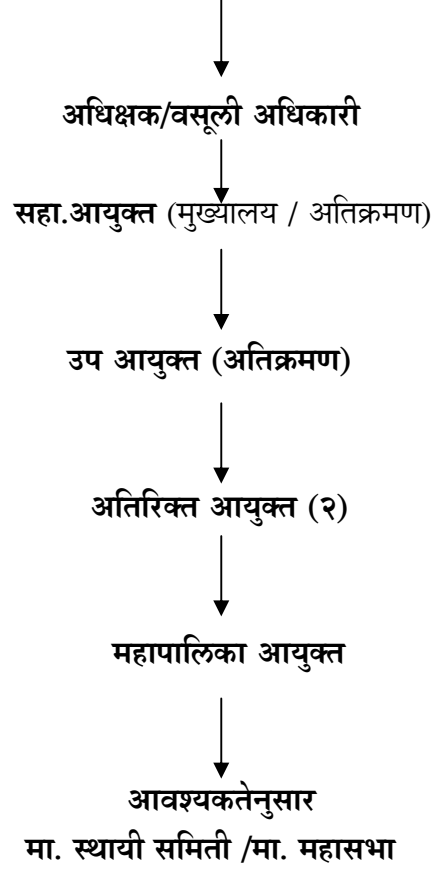 अधिक्षक/वसूली अधिकारी
सहा.आयुक्त (मुख्यालय / अतिक्रमण)
उप आयुक्त (अतिक्रमण)
अतिरिक्त आयुक्त (२)
महापालिका आयुक्त
आवश्यकतेनुसार
मा. स्थायी समिती /मा. महासभा